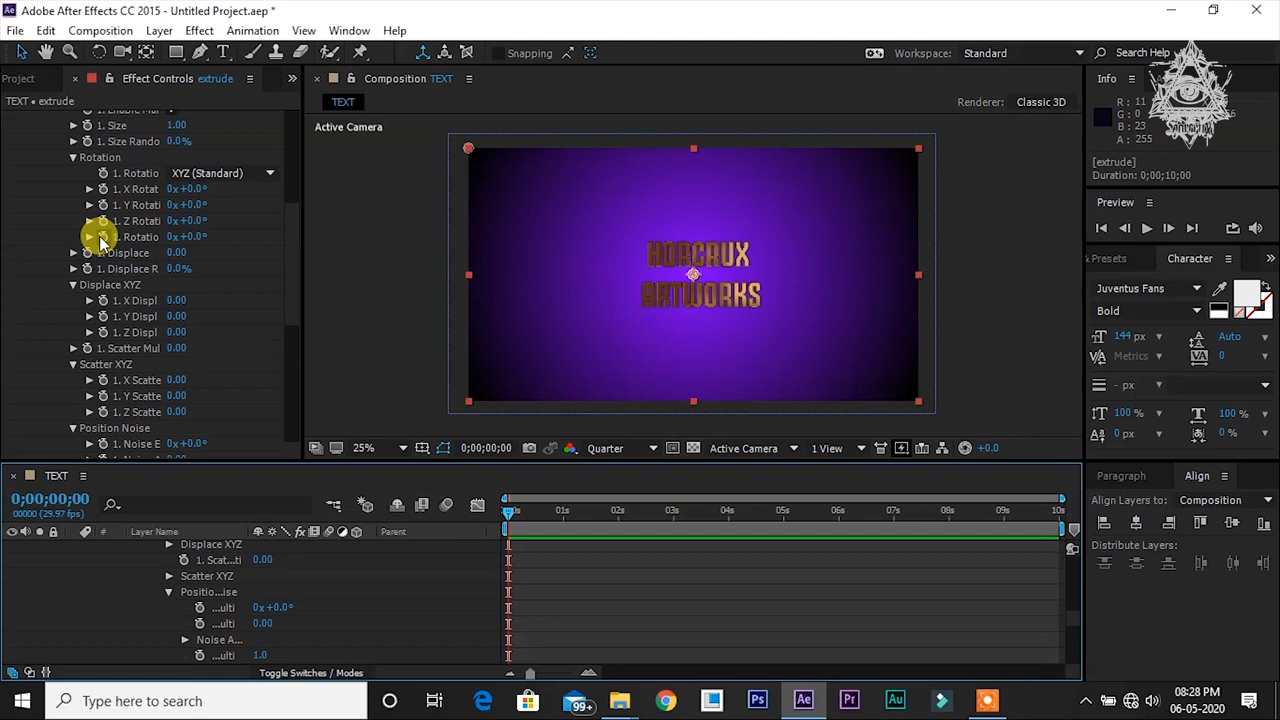 Adobe After Effects CC 2015 - Untitled Project.aep *
File Edit Composition Layer Effect Animation View Window Help
Snapping
Workspace: Standard
Search Help
Project
Effect Controls extrude
Composition TEXT
Info
TEXT • extrude
TEXT
Renderer: Classic 3D
R: 11
G: 0
B: 23
A: 255
Active Camera
1. Size 1.00
1. Size Rando 0.0%
Rotation
1. Rotatio XYZ (Standard)
1. X Rotat 0x+0.0°
1. Y Rotati 0x+0.0°
1. Z Rotati 0x+0.0°
1. Rotatio 0x+0.0°
1. Displace 0.00
1. Displace R 0.0%
Displace XYZ
1. X Displ 0.00
1. Y Displ 0.00
1. Z Displ 0.00
1. Scatter Mul 0.00
Scatter XYZ
1. X Scatte 0.00
1. Y Scatte 0.00
1. Z Scatte 0.00
Position Noise
1. Noise E 0x+0.0°
HORCRUX
ARTWORKS
[extrude]
Duration: 0;00;10;00
Preview
& Presets
Character
Juventus Fans
Bold
144 px
Auto
Metrics
0
- px
100 %
100 %
0 px
0 %
25%
0;00;00;00
Quarter
Active Camera
1 View
+0.0
TEXT
0;00;00;00
00000 (29.97 fps)
# Layer Name
Parent
01s 02s 03s 04s 05s 06s 07s 08s 09s 10s
Displace XYZ
1. Scat...ti 0.00
Scatter XYZ
Positio...ise
...ulti 0x+0.0°
...ulti 0.00
Noise A...
...ulti 1.0
Toggle Switches / Modes
Paragraph
Align
Align Layers to: Composition
Distribute Layers:
Type here to search
99+
08:28 PM
06-05-2020